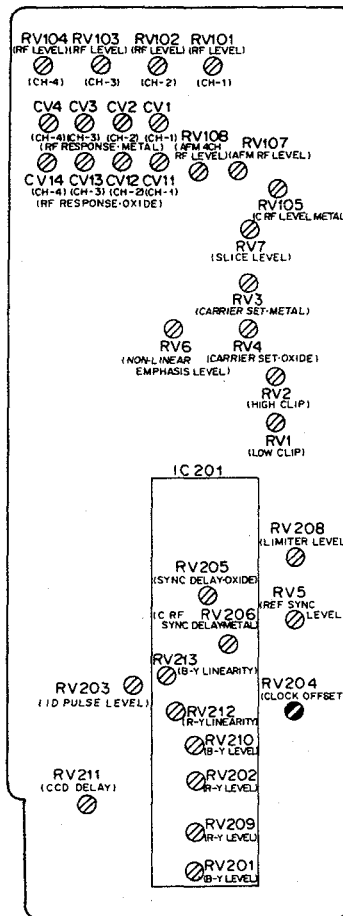 RV104 RV103 RV102 RV101
(RF LEVEL) (RF LEVEL) (RF LEVEL) (RF LEVEL)
(CH-4) (CH-3) (CH-2) (CH-1)
CV4 CV3 CV2 CV1
(CH-4) (CH-3) (CH-2) (CH-1)
(RF RESPONSE-METAL)
RV108
(AFM 4CH
RF LEVEL)
RV107
(AFM RF LEVEL)
CV14 CV13 CV12 CV11
(CH-4) (CH-3) (CH-2) (CH-1)
(RF RESPONSE-OXIDE)
RV105
(C RF LEVEL METAL)
RV7
(SLICE LEVEL)
RV3
(CARRIER SET-METAL)
RV6
(NON-LINEAR
EMPHASIS LEVEL)
RV4
(CARRIER SET-OXIDE)
RV2
(HIGH CLIP)
RV1
(LOW CLIP)
IC201
RV208
(LIMITER LEVEL)
RV205
(SYNC DELAY-OXIDE)
RV5
(REF SYNC
LEVEL)
RV206
(C RF
SYNC DELAY METAL)
RV213
(B-Y LINEARITY)
RV203
(ID PULSE LEVEL)
RV204
(CLOCK OFFSET)
RV212
(R-Y LINEARITY)
RV210
(B-Y LEVEL)
RV211
(CCD DELAY)
RV202
(R-Y LEVEL)
RV209
(R-Y LEVEL)
RV201
(B-Y LEVEL)